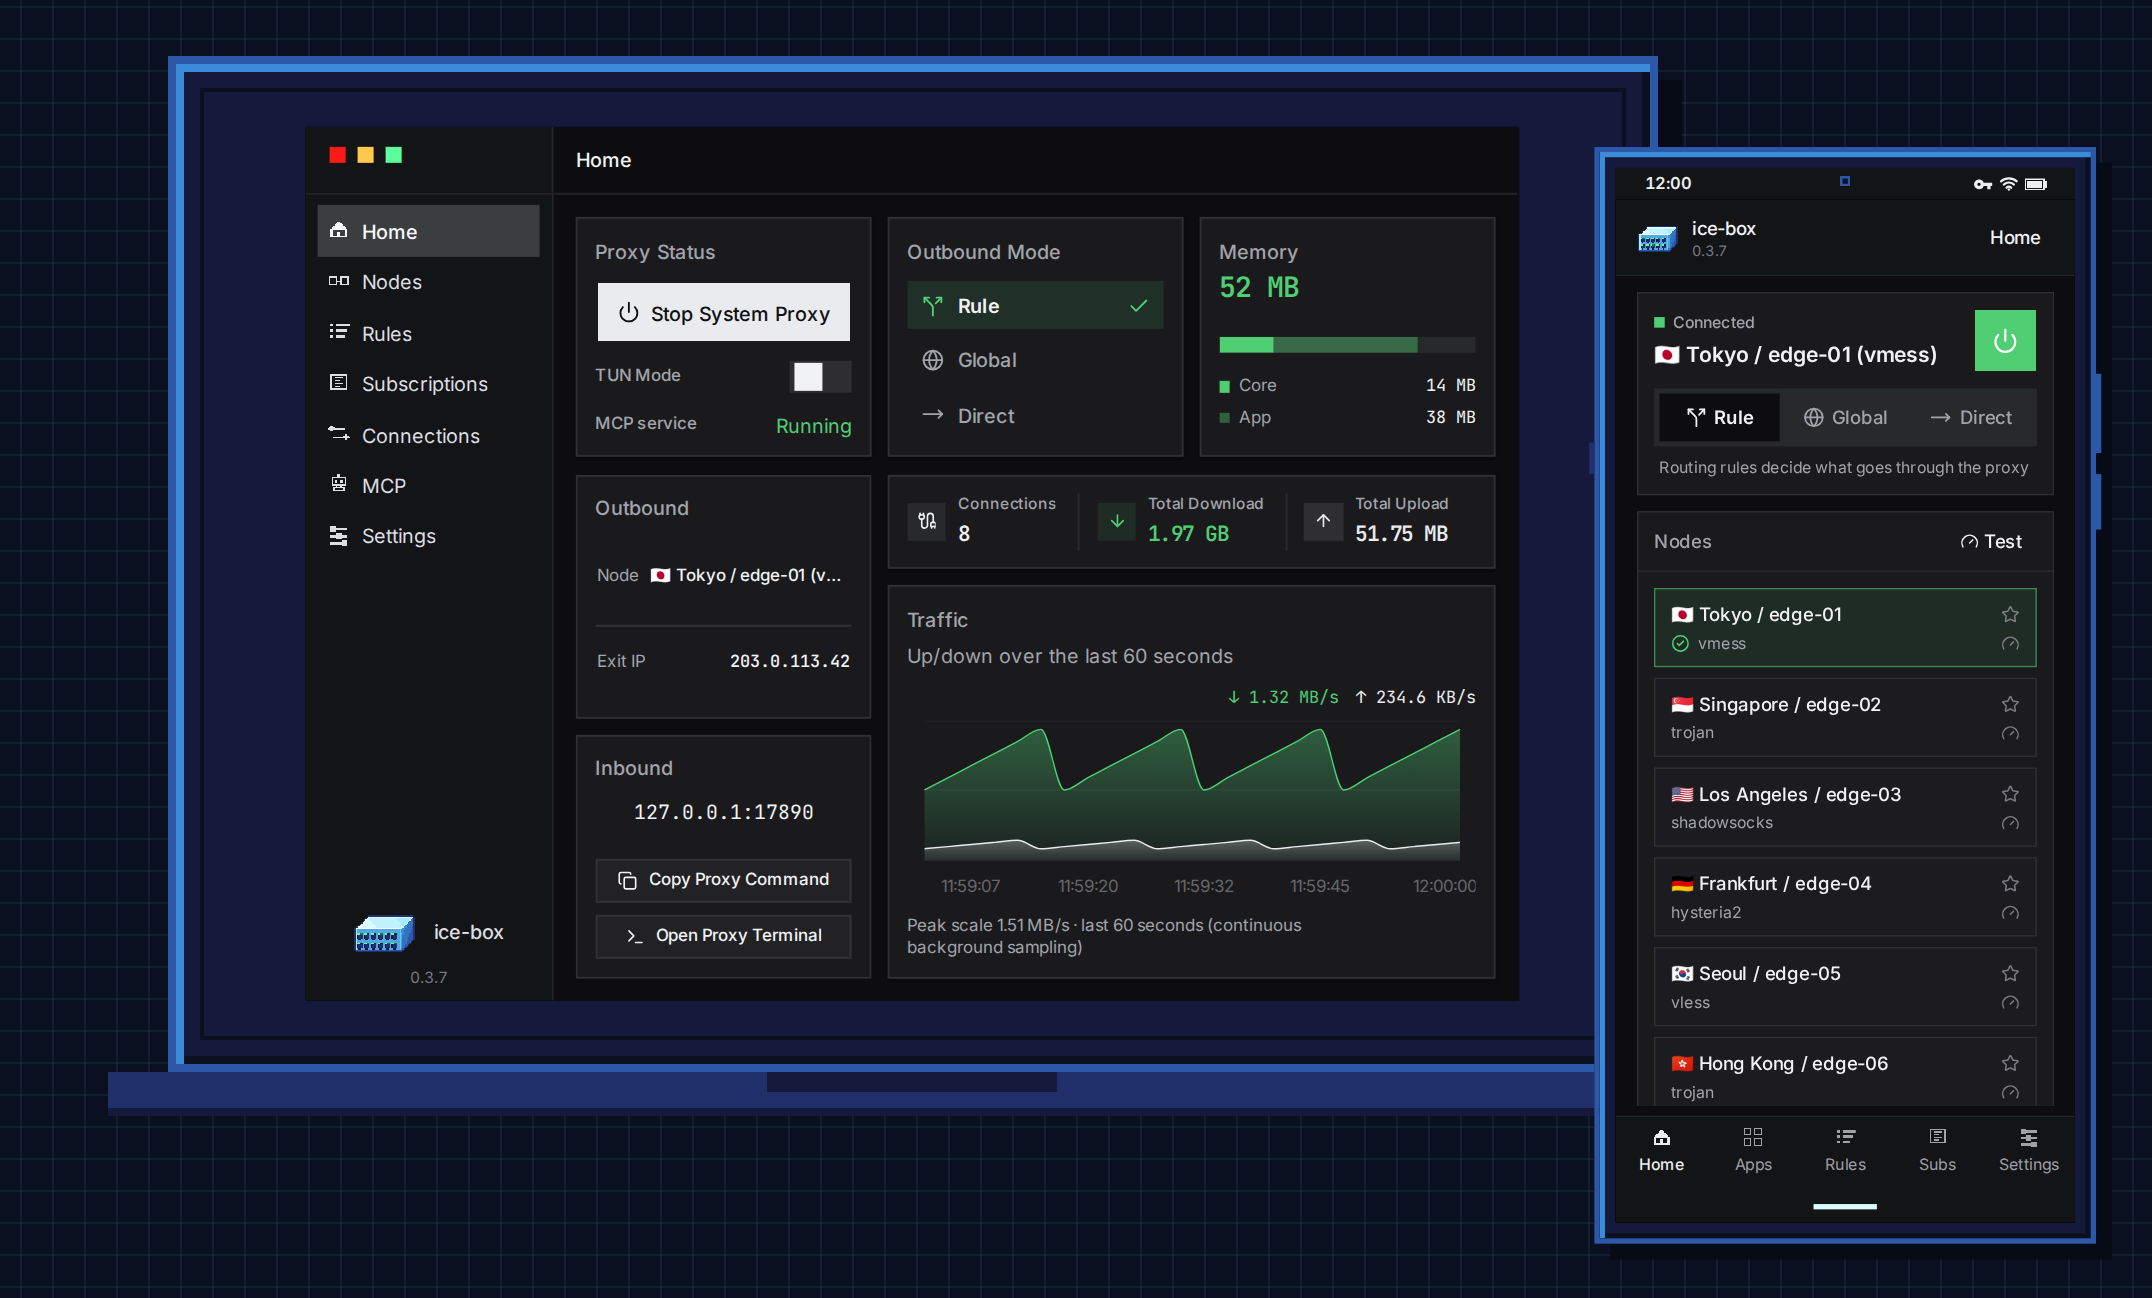 Home
Home
Nodes
Rules
Subscriptions
Connections
MCP
Settings
ice-box
0.3.7
Proxy Status
Stop System Proxy
TUN Mode
MCP service Running
Outbound Mode
Rule
Global
Direct
Memory
52 MB
Core 14 MB
App 38 MB
Outbound
Node 🇯🇵 Tokyo / edge-01 (v...
Exit IP 203.0.113.42
Connections
8
Total Download
1.97 GB
Total Upload
51.75 MB
Inbound
127.0.0.1:17890
Copy Proxy Command
Open Proxy Terminal
Traffic
Up/down over the last 60 seconds
↓ 1.32 MB/s ↑ 234.6 KB/s
11:59:07 11:59:20 11:59:32 11:59:45 12:00:00
Peak scale 1.51 MB/s · last 60 seconds (continuous
background sampling)
12:00
ice-box
0.3.7
Home
Connected
🇯🇵 Tokyo / edge-01 (vmess)
Rule Global Direct
Routing rules decide what goes through the proxy
Nodes Test
🇯🇵 Tokyo / edge-01
vmess
🇸🇬 Singapore / edge-02
trojan
🇺🇸 Los Angeles / edge-03
shadowsocks
🇩🇪 Frankfurt / edge-04
hysteria2
🇰🇷 Seoul / edge-05
vless
🇭🇰 Hong Kong / edge-06
trojan
Home Apps Rules Subs Settings